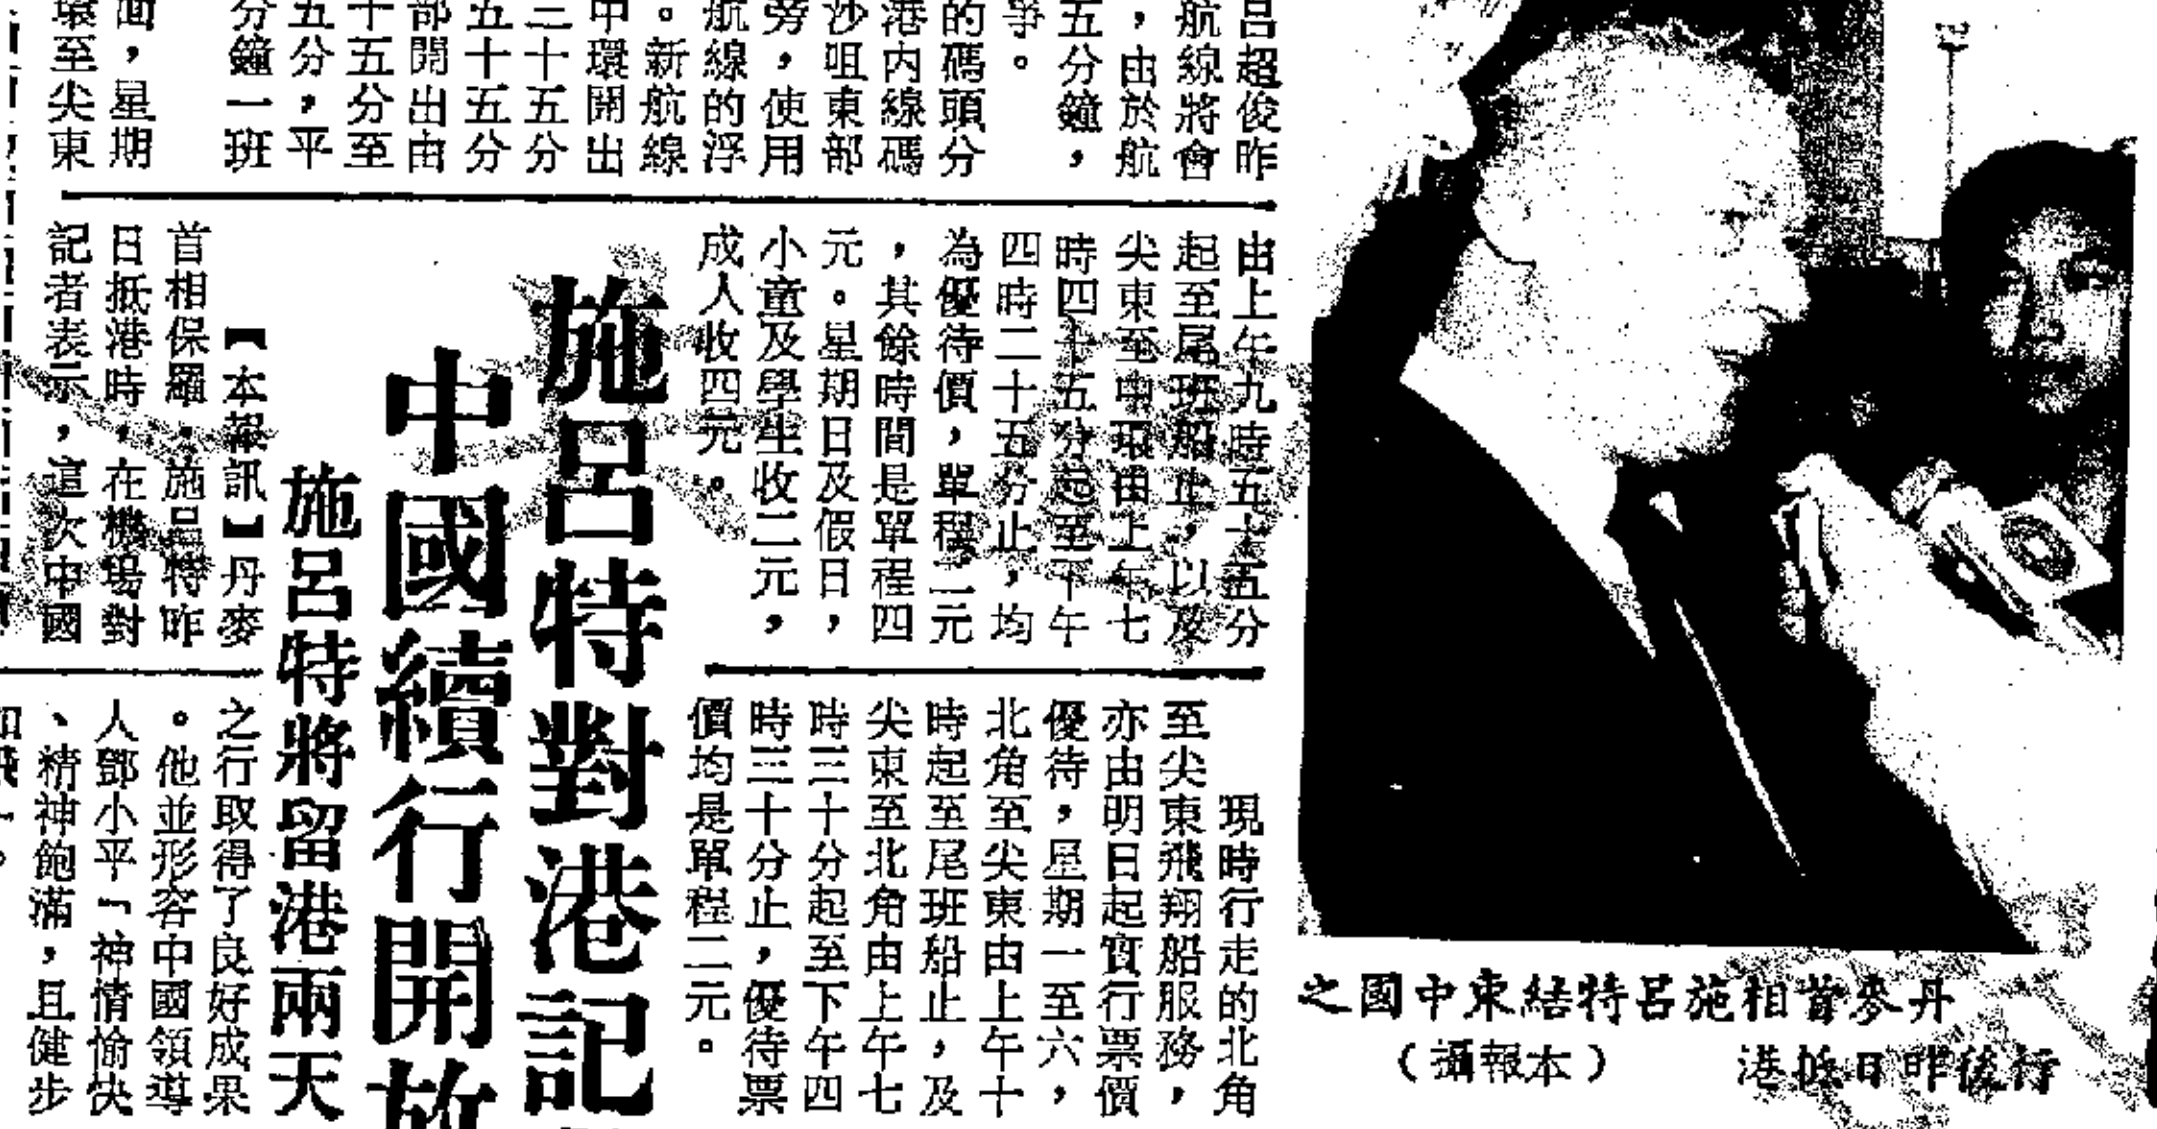 呂超俊昨
航線將會
，由於航
五分鐘，
爭。
的碼頭分
港內線碼
沙咀東部
旁，使用
航線的浮
。新航線
中環開出
二十五分
五十五分
部開出由
十五分至
五分，平
分鐘一班
面，星期
環至尖東
由上午九時五十五分
起至尾班船止，以及
尖東至中環由上午七
時四十五分起至下午
四時二十五分止，均
為優待價，單程二元
，其餘時間是單程四
元。星期日及假日，
小童及學生收二元，
成人收四元。
現時行走的北角
至尖東飛翔船服務，
亦由明日起實行票價
優待，星期一至六，
北角至尖東由上午十
時起至尾班船止，及
尖東至北角由上午七
時三十分起至下午四
時三十分止，優待票
價均是單程二元。
丹麥首相施呂特結束中國之
行後昨日抵港　（本報攝）
施呂特對港記
中國續行開放
施呂特將留港兩天
【本報訊】丹麥
首相保羅．施呂特昨
日抵港時，在機場對
記者表示，這次中國
之行取得了良好成果
。他並形容中國領導
人鄧小平「神情愉快
、精神飽滿，且健步
如飛」。